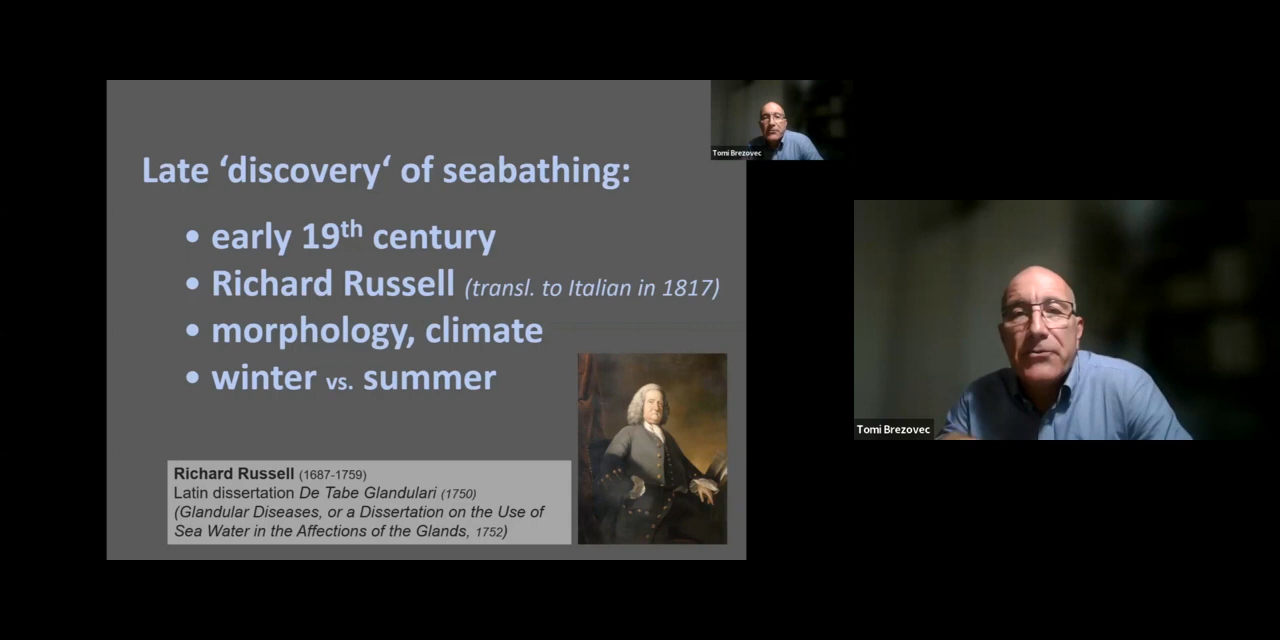 Late ‘discovery‘ of seabathing:
• early 19th century
• Richard Russell (transl. to Italian in 1817)
• morphology, climate
• winter vs. summer
Richard Russell (1687-1759)
Latin dissertation De Tabe Glandulari (1750)
(Glandular Diseases, or a Dissertation on the Use of
Sea Water in the Affections of the Glands, 1752)
Tomi Brezovec
Tomi Brezovec